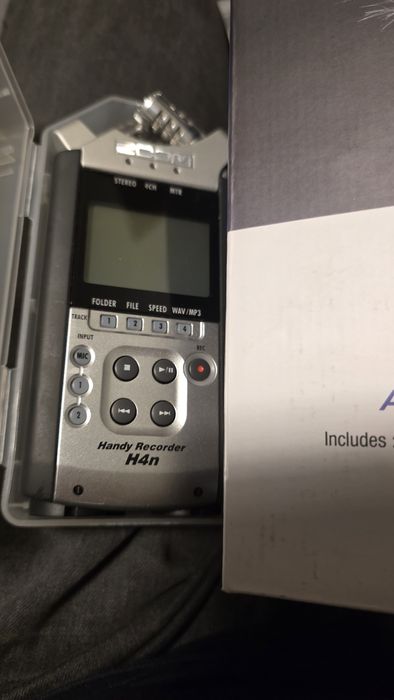 ZOOM
STEREO 4CH MTR
FOLDER FILE SPEED WAV/MP3
TRACK 1 2 3 4
INPUT
REC
MIC
1
2
Handy Recorder
H4n
A
Includes